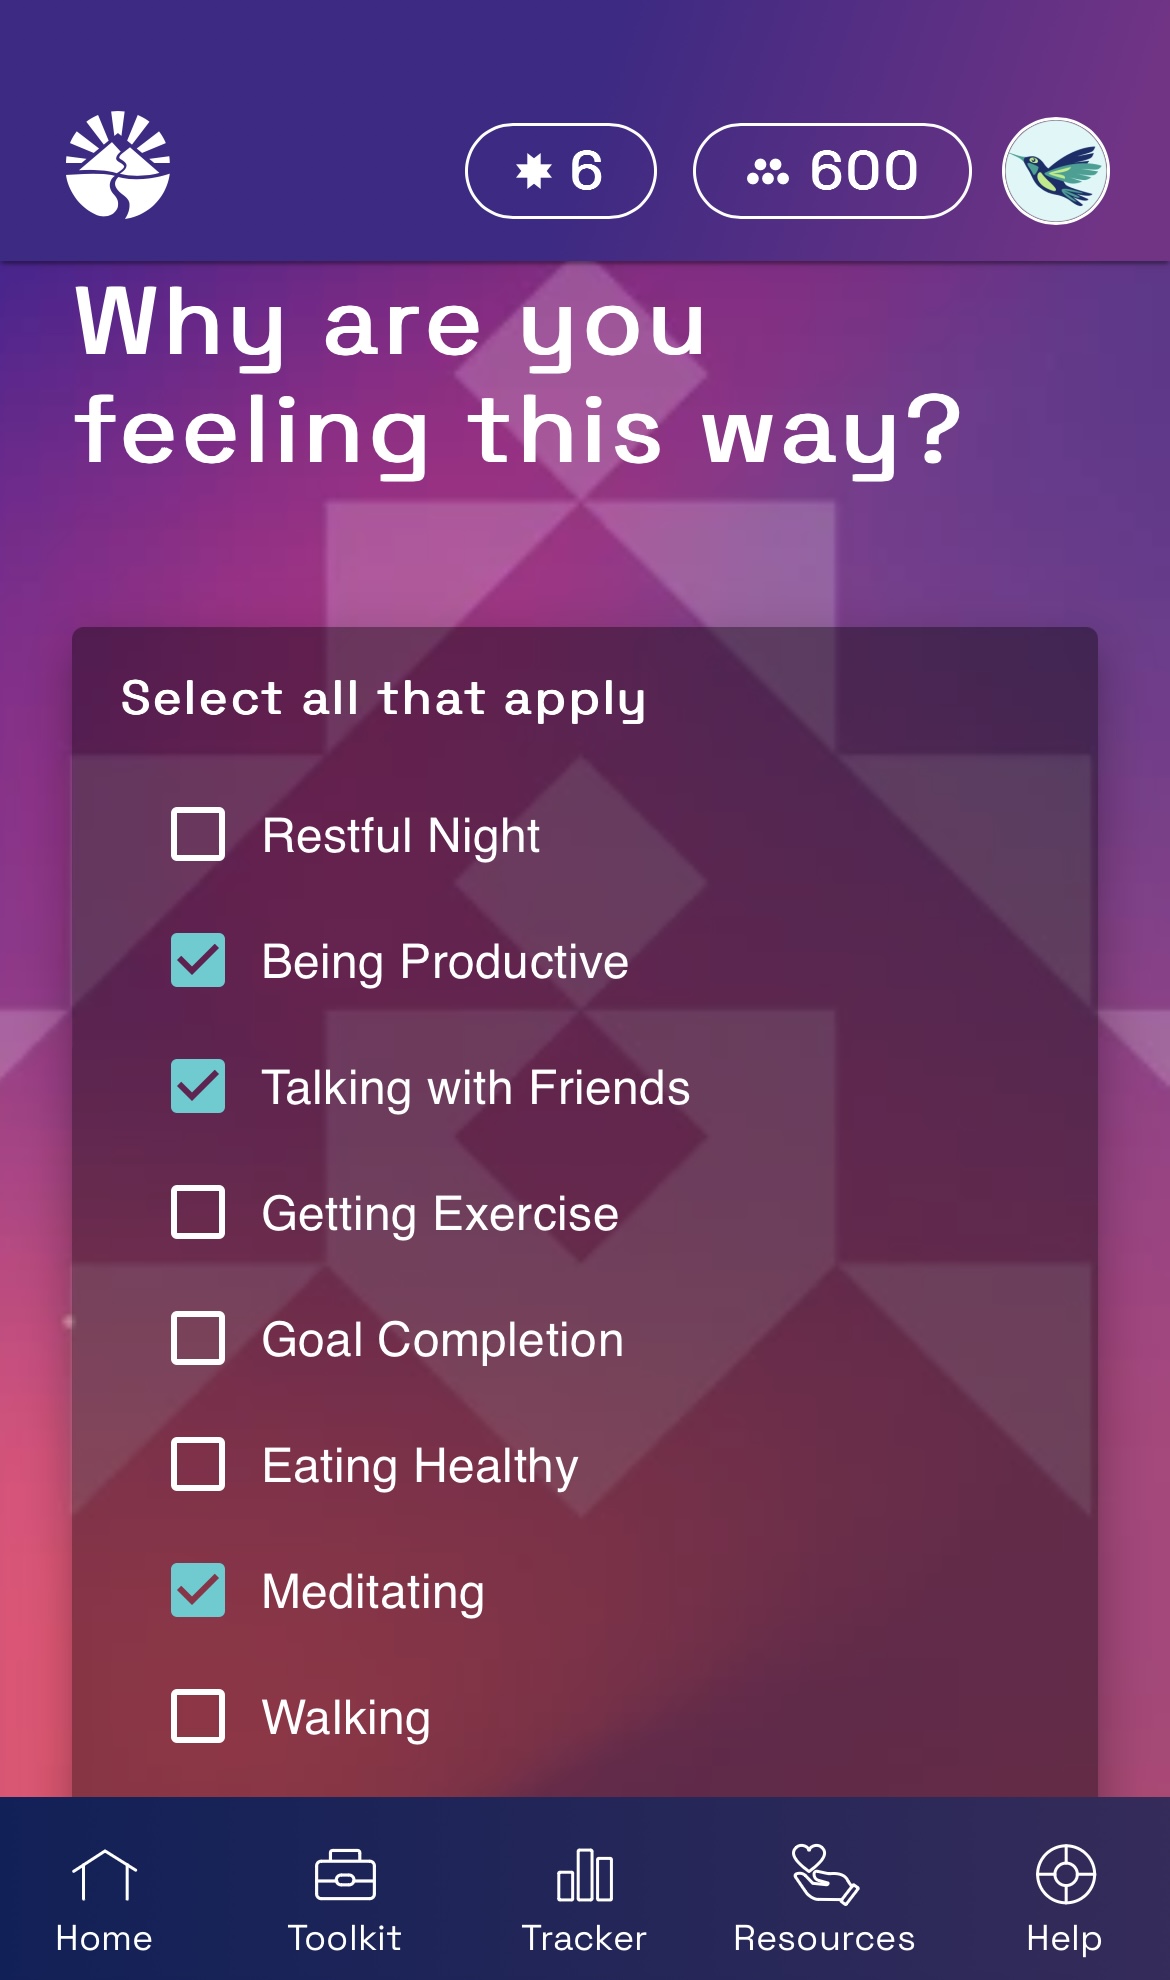 6
600
Why are you
feeling this way?
Select all that apply
Restful Night
Being Productive
Talking with Friends
Getting Exercise
Goal Completion
Eating Healthy
Meditating
Walking
Home
Toolkit
Tracker
Resources
Help